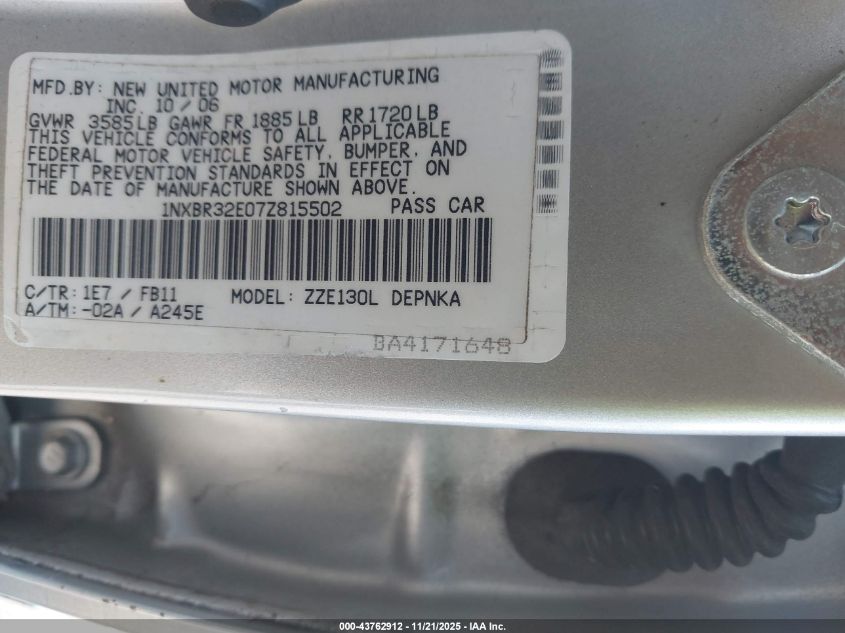 MFD.BY: NEW UNITED MOTOR MANUFACTURING
INC. 10 / 06
GVWR 3585LB GAWR FR 1885LB RR1720LB
THIS VEHICLE CONFORMS TO ALL APPLICABLE
FEDERAL MOTOR VEHICLE SAFETY, BUMPER, AND
THEFT PREVENTION STANDARDS IN EFFECT ON
THE DATE OF MANUFACTURE SHOWN ABOVE.
1NXBR32E07Z815502 PASS CAR
C/TR: 1E7 / FB11 MODEL: ZZE130L DEPNKA
A/TM: -02A / A245E
BA4171648
000-43762912 - 11/21/2025 - IAA Inc.